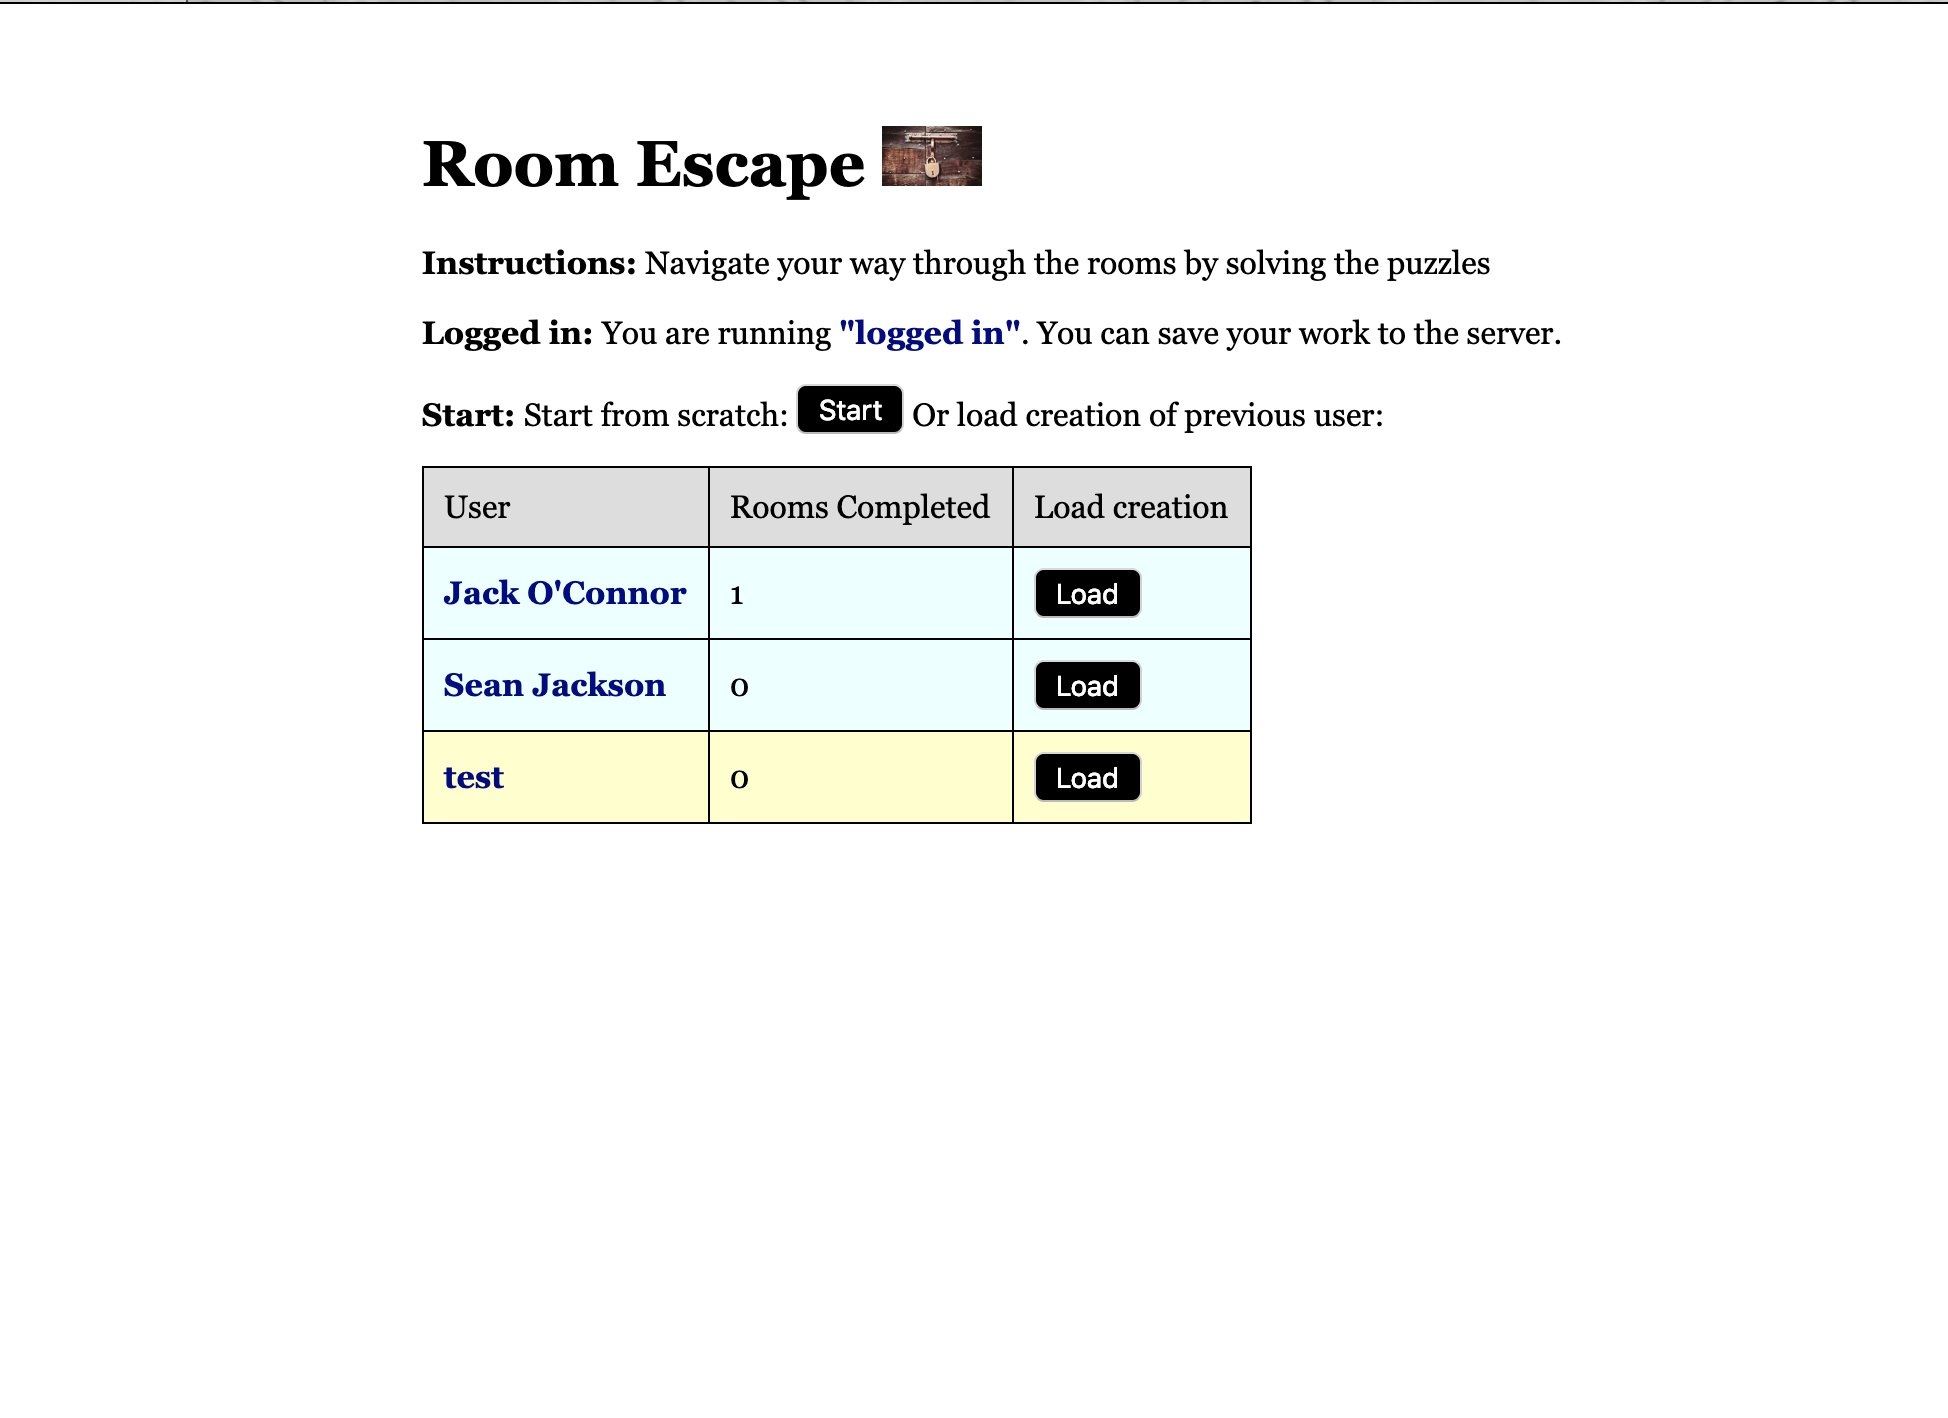 Room Escape
Instructions: Navigate your way through the rooms by solving the puzzles
Logged in: You are running "logged in". You can save your work to the server.
Start: Start from scratch: Start Or load creation of previous user:
User Rooms Completed Load creation
Jack O'Connor 1 Load
Sean Jackson 0 Load
test 0 Load